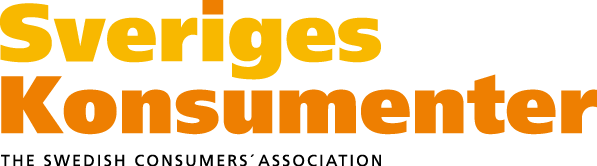 Sveriges
Konsumenter
THE SWEDISH CONSUMERS´ASSOCIATION